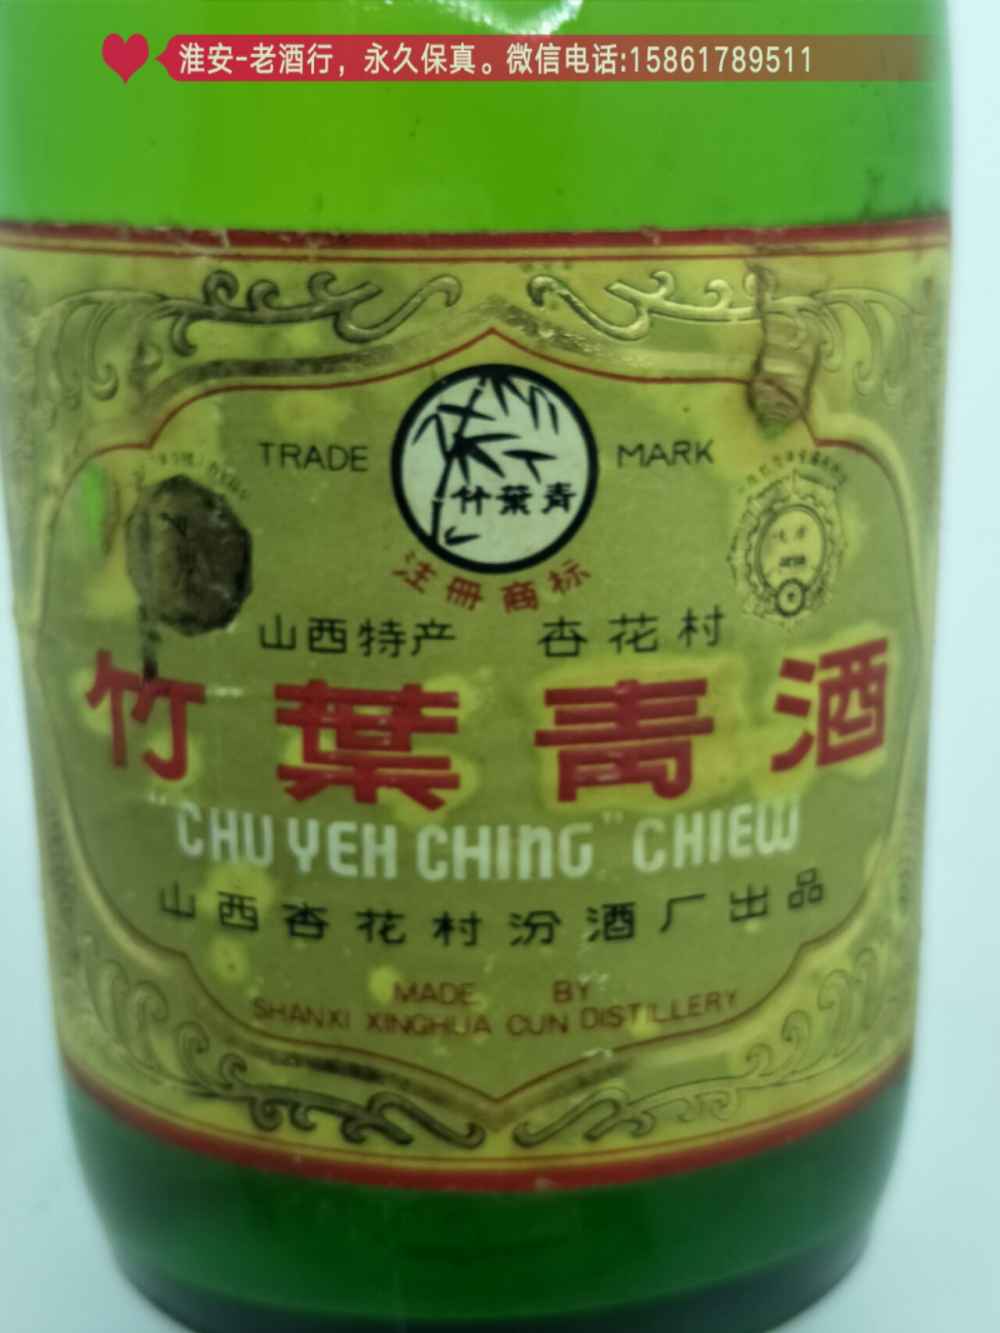 淮安-老酒行，永久保真。微信电话:15861789511
TRADE MARK
竹葉青
注册商标
山西特产 杏花村
竹葉青酒
"CHU YEH CHING" CHIEW
山西杏花村汾酒厂出品
MADE BY
SHANXI XINGHUA CUN DISTILLERY